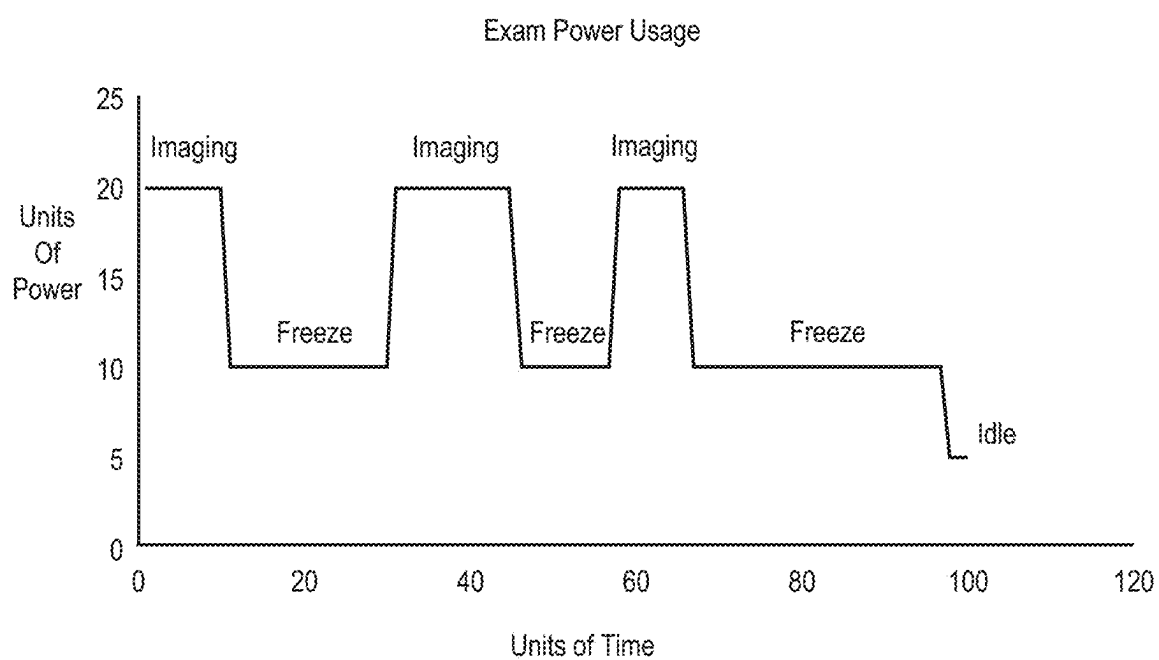 Exam Power Usage
25
Imaging Imaging Imaging
20
Units
Of
Power
15
Freeze Freeze Freeze
10
Idle
5
0
0 20 40 60 80 100 120
Units of Time